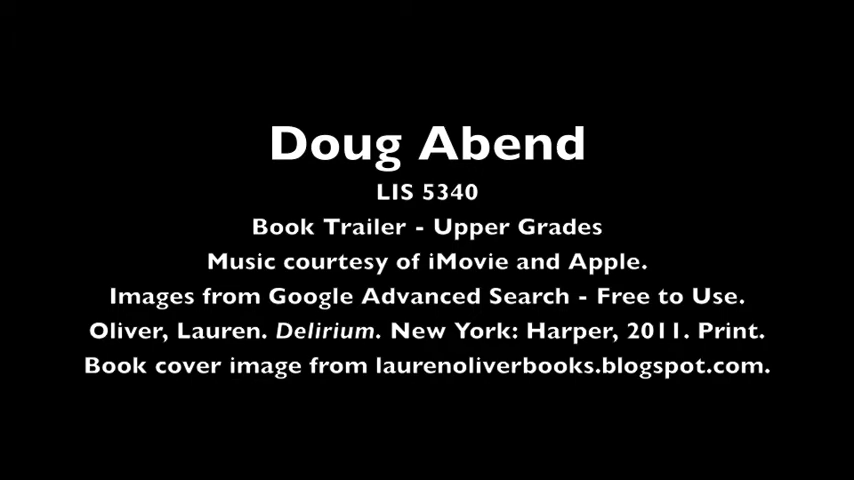 Doug Abend
LIS 5340
Book Trailer - Upper Grades
Music courtesy of iMovie and Apple.
Images from Google Advanced Search - Free to Use.
Oliver, Lauren. Delirium. New York: Harper, 2011. Print.
Book cover image from laurenoliverbooks.blogspot.com.